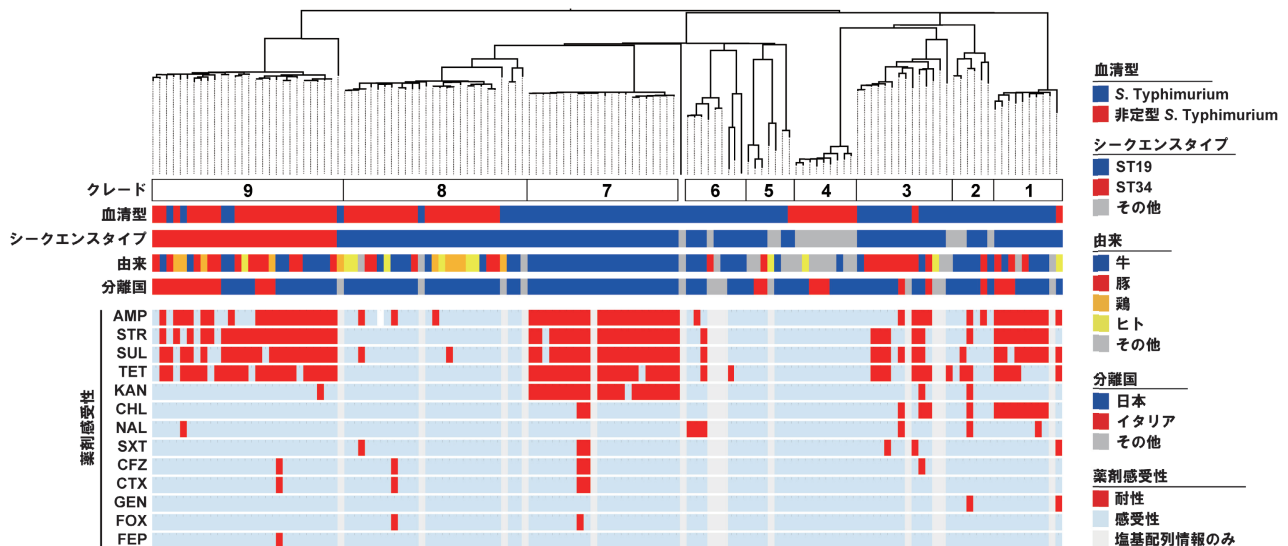 クレード 9 8 7 6 5 4 3 2 1
血清型
シークエンスタイプ
由来
分離国
薬剤感受性
AMP
STR
SUL
TET
KAN
CHL
NAL
SXT
CFZ
CTX
GEN
FOX
FEP
血清型
S. Typhimurium
非定型 S. Typhimurium
シークエンスタイプ
ST19
ST34
その他
由来
牛
豚
鶏
ヒト
その他
分離国
日本
イタリア
その他
薬剤感受性
耐性
感受性
塩基配列情報のみ